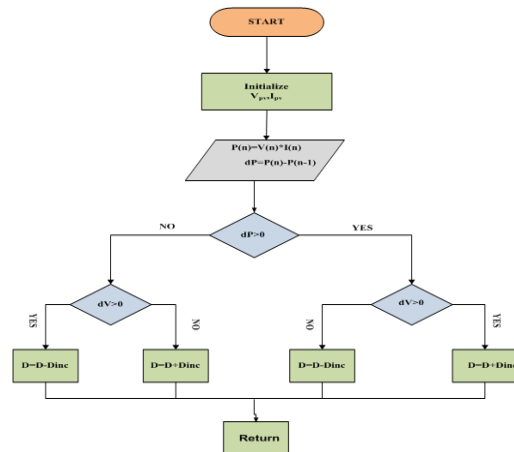 START
Initialize
Vpv,Ipv
P(n)=V(n)*I(n)
dP=P(n)-P(n-1)
NO
YES
dP>0
dV>0
dV>0
YES
NO
NO
YES
D=D-Dinc
D=D+Dinc
D=D-Dinc
D=D+Dinc
Return